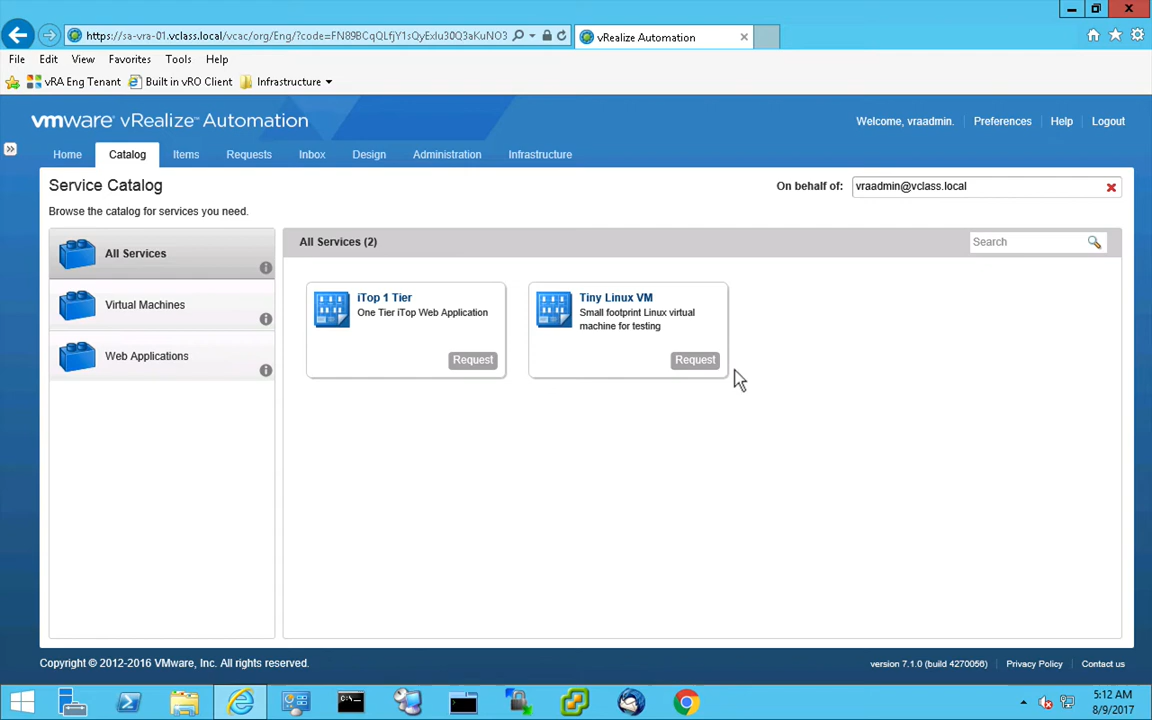 https://sa-vra-01.vclass.local/vcac/org/Eng/?code=FN89BCqQLfjY1sQyExlu30Q3aKuNO3
vRealize Automation
File Edit View Favorites Tools Help
vRA Eng Tenant Built in vRO Client Infrastructure
vmware vRealize™ Automation
Welcome, vraadmin. Preferences Help Logout
Home Catalog Items Requests Inbox Design Administration Infrastructure
Service Catalog
On behalf of: vraadmin@vclass.local
Browse the catalog for services you need.
All Services
Virtual Machines
Web Applications
All Services (2)
Search
iTop 1 Tier
One Tier iTop Web Application
Request
Tiny Linux VM
Small footprint Linux virtual
machine for testing
Request
Copyright © 2012-2016 VMware, Inc. All rights reserved.
version 7.1.0 (build 4270056) Privacy Policy Contact us
5:12 AM
8/9/2017